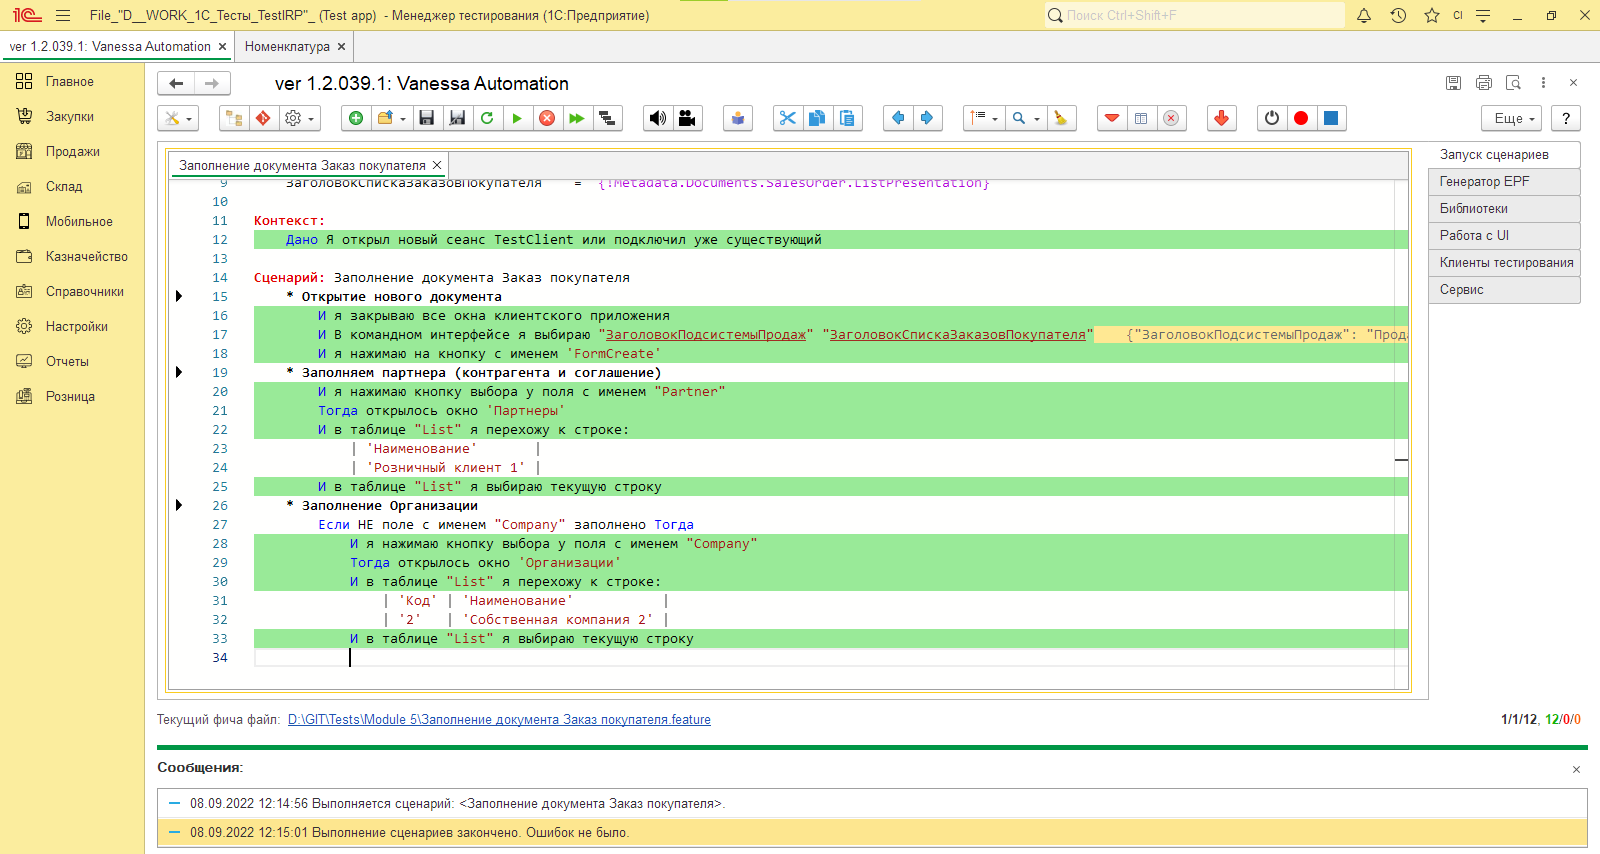 1С File_"D__WORK_1C_Тесты_TestIRP"_ (Test app) - Менеджер тестирования (1С:Предприятие)
Поиск Ctrl+Shift+F
CI
ver 1.2.039.1: Vanessa Automation ×
Номенклатура ×
Главное
Закупки
Продажи
Склад
Мобильное
Казначейство
Справочники
Настройки
Отчеты
Розница
ver 1.2.039.1: Vanessa Automation
Еще
?
Заполнение документа Заказ покупателя ×
9 ЗаголовокСпискаЗаказовПокупателя = {!Metadata.Documents.SalesOrder.ListPresentation}
10
11 Контекст:
12 Дано Я открыл новый сеанс TestClient или подключил уже существующий
13
14 Сценарий: Заполнение документа Заказ покупателя
15 * Открытие нового документа
16 И я закрываю все окна клиентского приложения
17 И В командном интерфейсе я выбираю "ЗаголовокПодсистемыПродаж" "ЗаголовокСпискаЗаказовПокупателя" {"ЗаголовокПодсистемыПродаж": "Прода
18 И я нажимаю на кнопку с именем 'FormCreate'
19 * Заполняем партнера (контрагента и соглашение)
20 И я нажимаю кнопку выбора у поля с именем "Partner"
21 Тогда открылось окно 'Партнеры'
22 И в таблице "List" я перехожу к строке:
23 | 'Наименование' |
24 | 'Розничный клиент 1' |
25 И в таблице "List" я выбираю текущую строку
26 * Заполнение Организации
27 Если НЕ поле с именем "Company" заполнено Тогда
28 И я нажимаю кнопку выбора у поля с именем "Company"
29 Тогда открылось окно 'Организации'
30 И в таблице "List" я перехожу к строке:
31 | 'Код' | 'Наименование' |
32 | '2' | 'Собственная компания 2' |
33 И в таблице "List" я выбираю текущую строку
34
Запуск сценариев
Генератор EPF
Библиотеки
Работа с UI
Клиенты тестирования
Сервис
Текущий фича файл: D:\GIT\Tests\Module 5\Заполнение документа Заказ покупателя.feature
1/1/12, 12/0/0
Сообщения:
08.09.2022 12:14:56 Выполняется сценарий: <Заполнение документа Заказ покупателя>.
08.09.2022 12:15:01 Выполнение сценариев закончено. Ошибок не было.